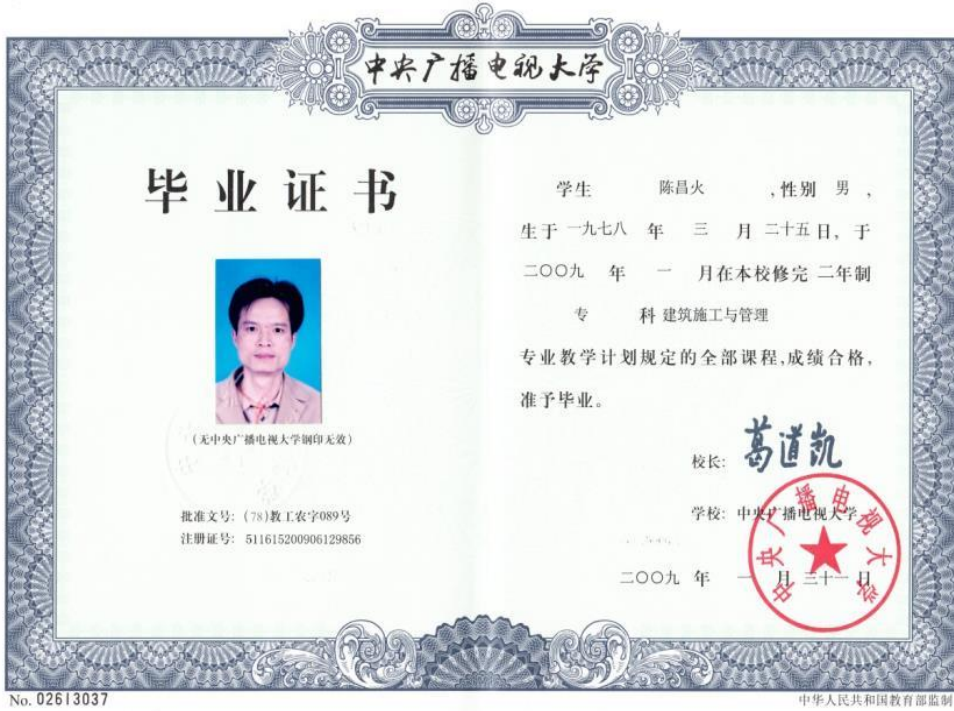 中央广播电视大学
毕业证书
(无中央广播电视大学钢印无效)
批准文号: (78)教工农字089号
注册证号: 511615200906129856
学生 陈昌火 ,性别 男 ,
生于 一九七八 年 三 月 二十五日, 于
二〇〇九 年 一 月在本校修完 二年制
专 科 建筑施工与管理
专业教学计划规定的全部课程,成绩合格,
准予毕业。
校长: 葛道凯
学校: 中央广播电视大学
二〇〇九 年 一 月 三十一 日
中央广播电视大学
No. 02613037
中华人民共和国教育部监制